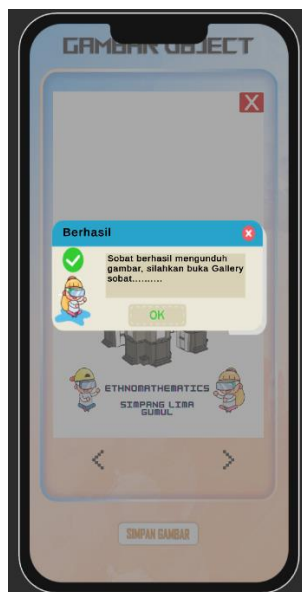 GAMBAR OBJECT
X
Berhasil
x
Sobat berhasil mengunduh
gambar, silahkan buka Gallery
sobat..........
OK
ETHNOMATHEMATICS
SIMPANG LIMA
GUMUL
SIMPAN GAMBAR